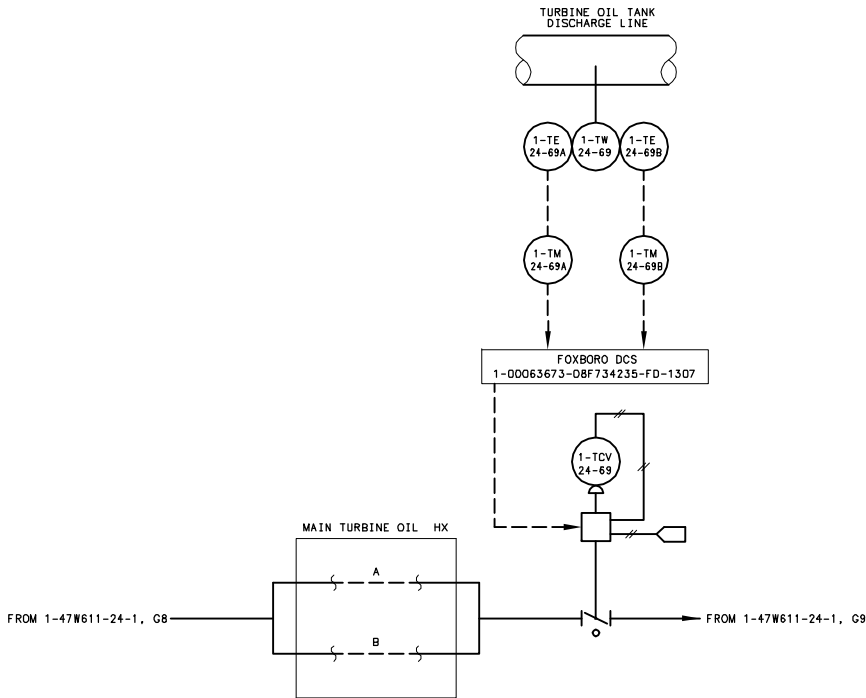 TURBINE OIL TANK
DISCHARGE LINE
1-TE
24-69A
1-TW
24-69
1-TE
24-69B
1-TM
24-69A
1-TM
24-69B
FOXBORO DCS
1-00063673-D8F734235-FD-1307
1-TCV
24-69
MAIN TURBINE OIL HX
A
FROM 1-47W611-24-1, G8
FROM 1-47W611-24-1, G9
B